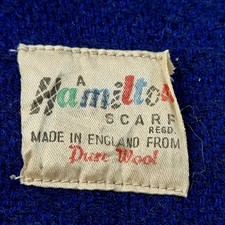 A
Hamilton
SCARF
REGD.
MADE IN ENGLAND FROM
Pure Wool